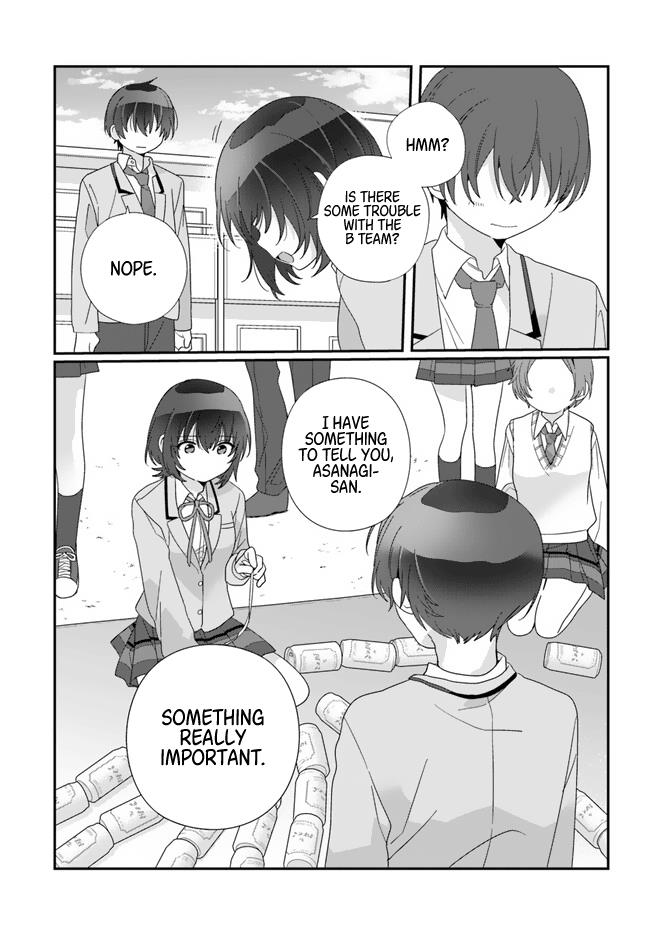 HMM?
IS THERE
SOME TROUBLE
WITH THE
B TEAM?
NOPE.
I HAVE
SOMETHING
TO TELL YOU,
ASANAGI-
SAN.
SOMETHING
REALLY
IMPORTANT.